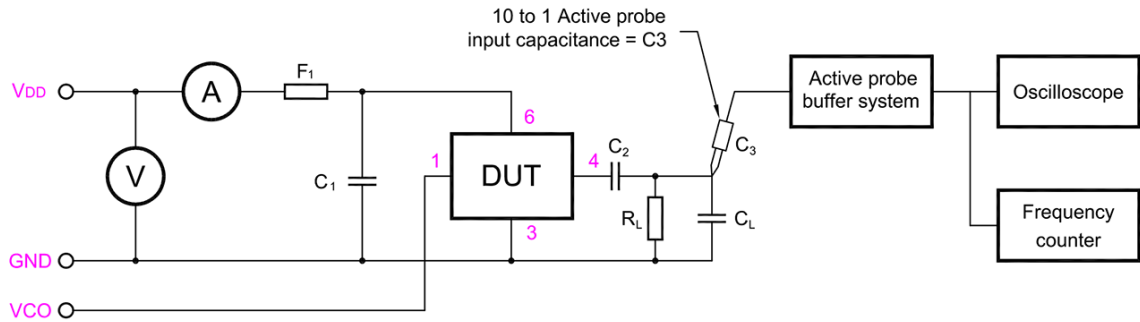 10 to 1 Active probe
input capacitance = C3
VDD
A
F1
6
Active probe
buffer system
Oscilloscope
V
C1
1
DUT
4
C2
C3
RL
CL
3
Frequency
counter
GND
VCO